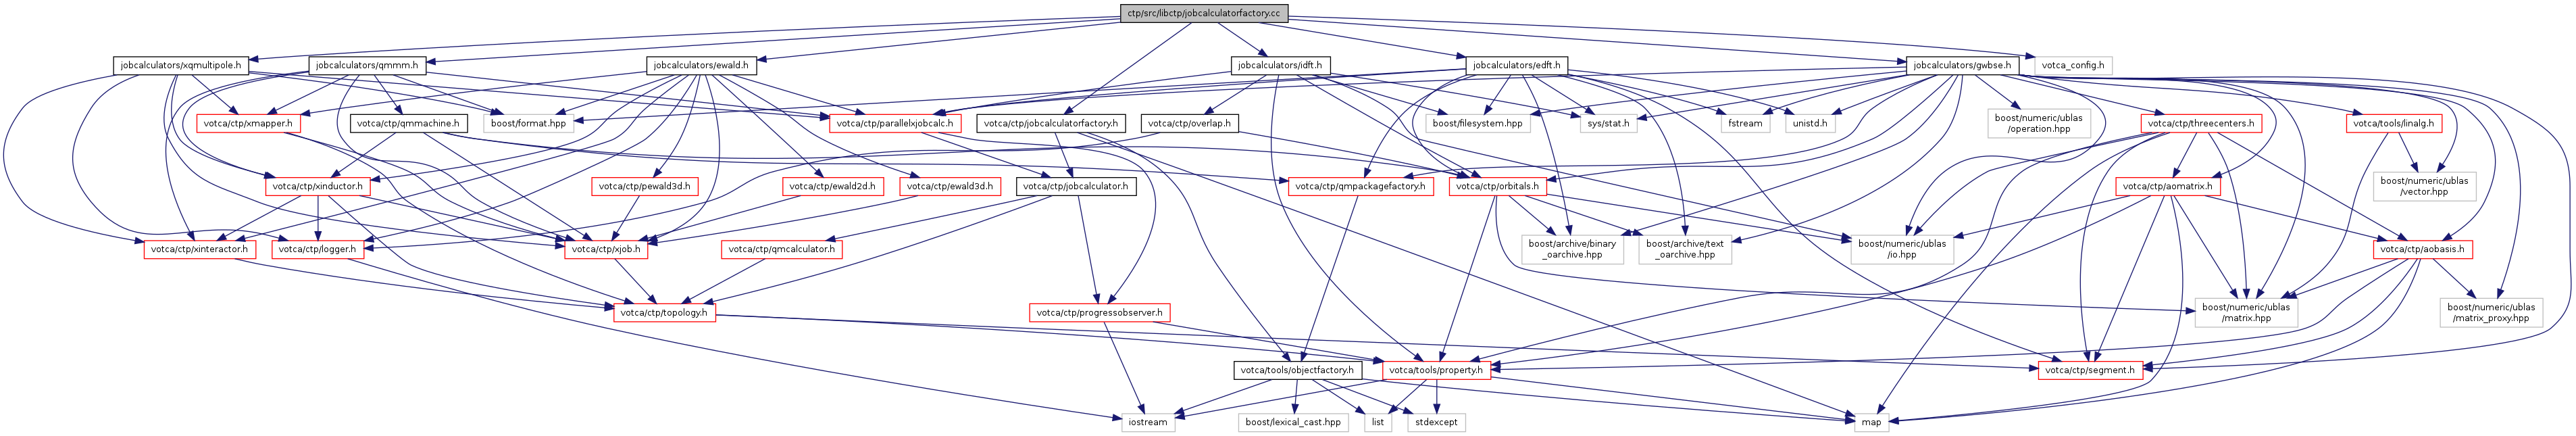 ctp/src/libctp/jobcalculatorfactory.cc
jobcalculators/xqmultipole.h
jobcalculators/qmmm.h
jobcalculators/ewald.h
jobcalculators/idft.h
jobcalculators/edft.h
jobcalculators/gwbse.h
votca_config.h
votca/ctp/xmapper.h
votca/ctp/qmmachine.h
boost/format.hpp
votca/ctp/parallelxjobcalc.h
votca/ctp/jobcalculatorfactory.h
votca/ctp/overlap.h
boost/filesystem.hpp
sys/stat.h
fstream
unistd.h
boost/numeric/ublas
/operation.hpp
votca/ctp/threecenters.h
votca/tools/linalg.h
votca/ctp/xinductor.h
votca/ctp/pewald3d.h
votca/ctp/ewald2d.h
votca/ctp/ewald3d.h
votca/ctp/jobcalculator.h
votca/ctp/qmpackagefactory.h
votca/ctp/orbitals.h
votca/ctp/aomatrix.h
boost/numeric/ublas
/vector.hpp
votca/ctp/xinteractor.h
votca/ctp/logger.h
votca/ctp/xjob.h
votca/ctp/qmcalculator.h
boost/archive/binary
_oarchive.hpp
boost/archive/text
_oarchive.hpp
boost/numeric/ublas
/io.hpp
votca/ctp/aobasis.h
votca/ctp/topology.h
votca/ctp/progressobserver.h
boost/numeric/ublas
/matrix.hpp
boost/numeric/ublas
/matrix_proxy.hpp
votca/tools/objectfactory.h
votca/tools/property.h
votca/ctp/segment.h
iostream
boost/lexical_cast.hpp
list
stdexcept
map